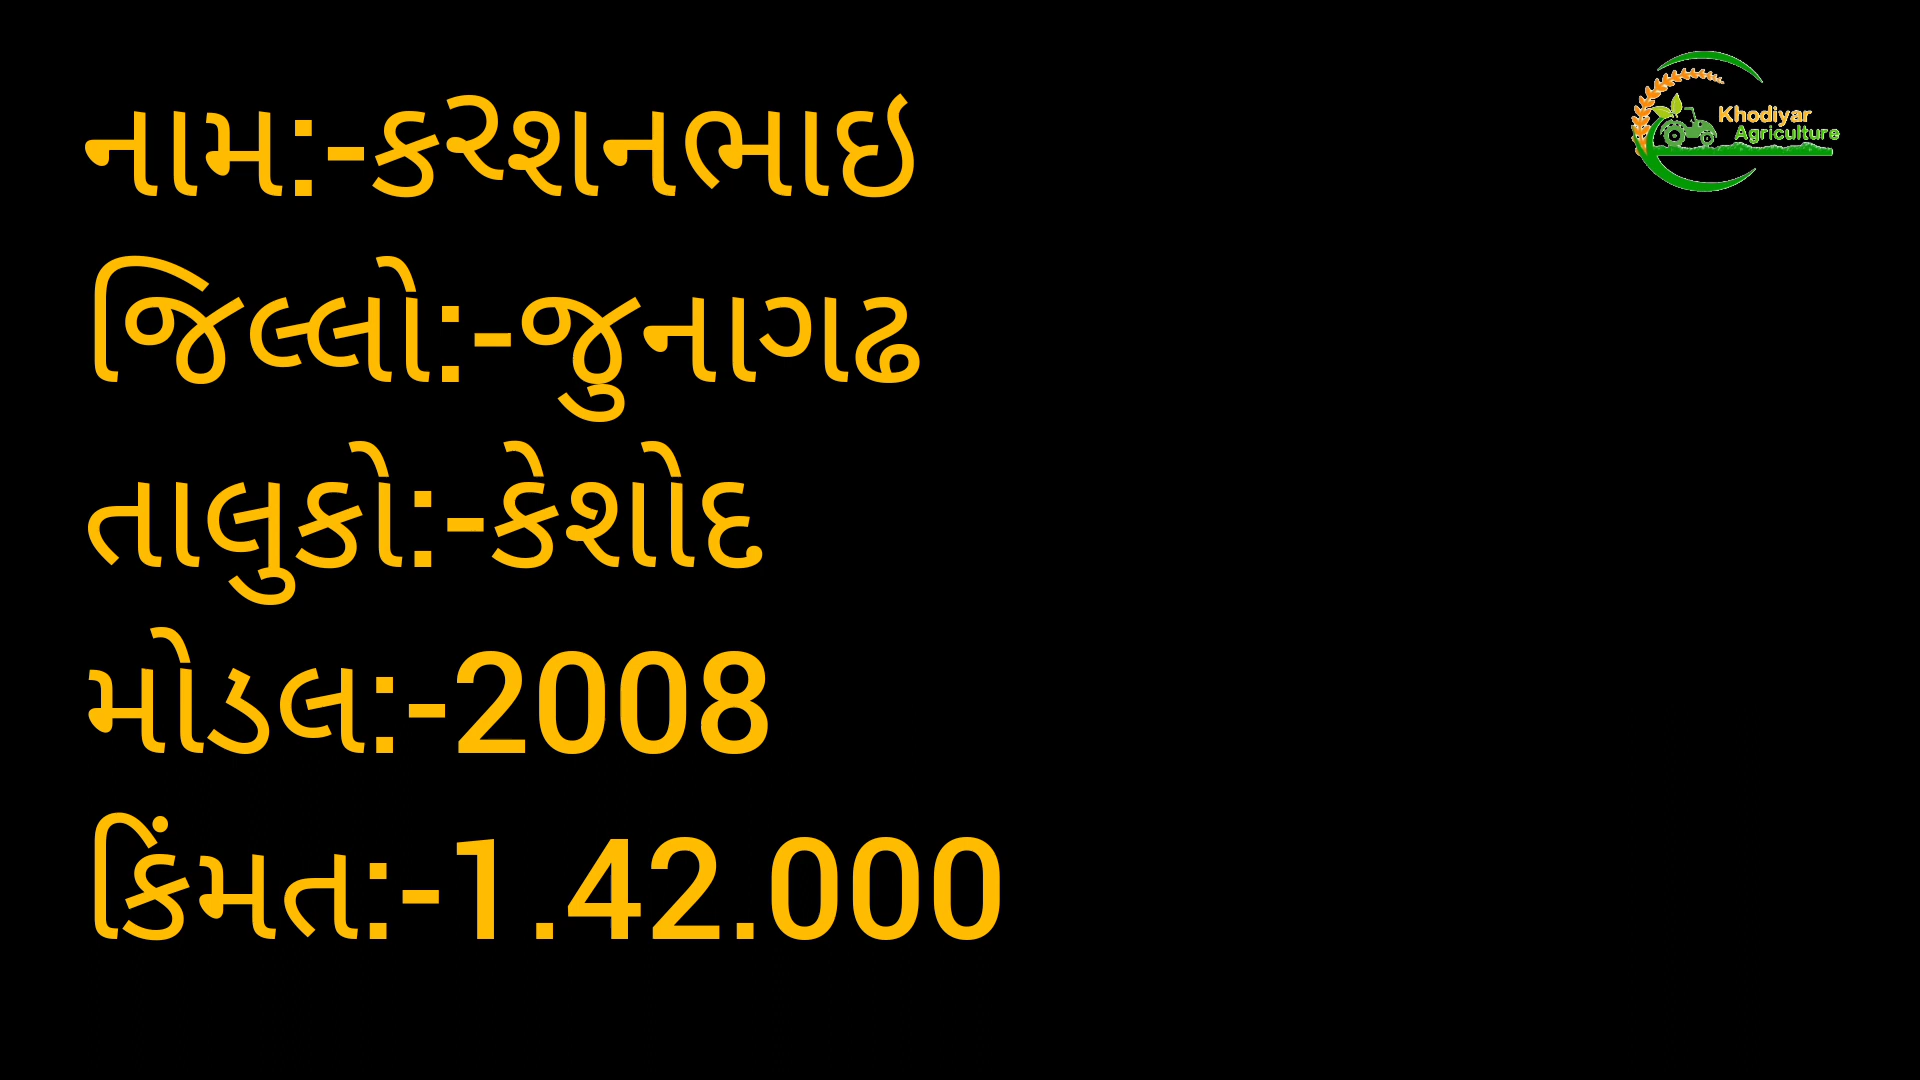 નામ:-કરશનભાઇ
Khodiyar
Agriculture
જિલ્લો:-જુનાગઢ
તાલુકો:-કેશોદ
મોડલ:-2008
કિંમત:-1.42.000